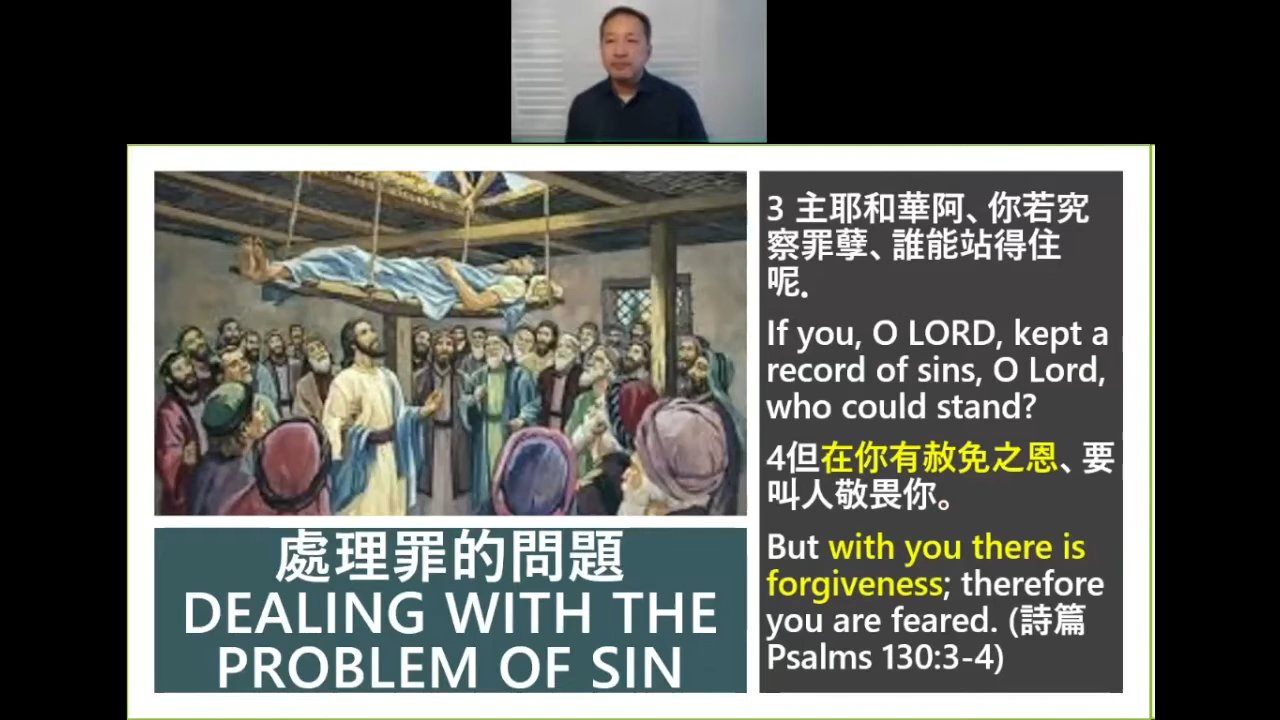 處理罪的問題
DEALING WITH THE
PROBLEM OF SIN
3 主耶和華阿、你若究
察罪孽、誰能站得住
呢.
If you, O LORD, kept a
record of sins, O Lord,
who could stand?
4但在你有赦免之恩、要
叫人敬畏你。
But with you there is
forgiveness; therefore
you are feared. (詩篇
Psalms 130:3-4)